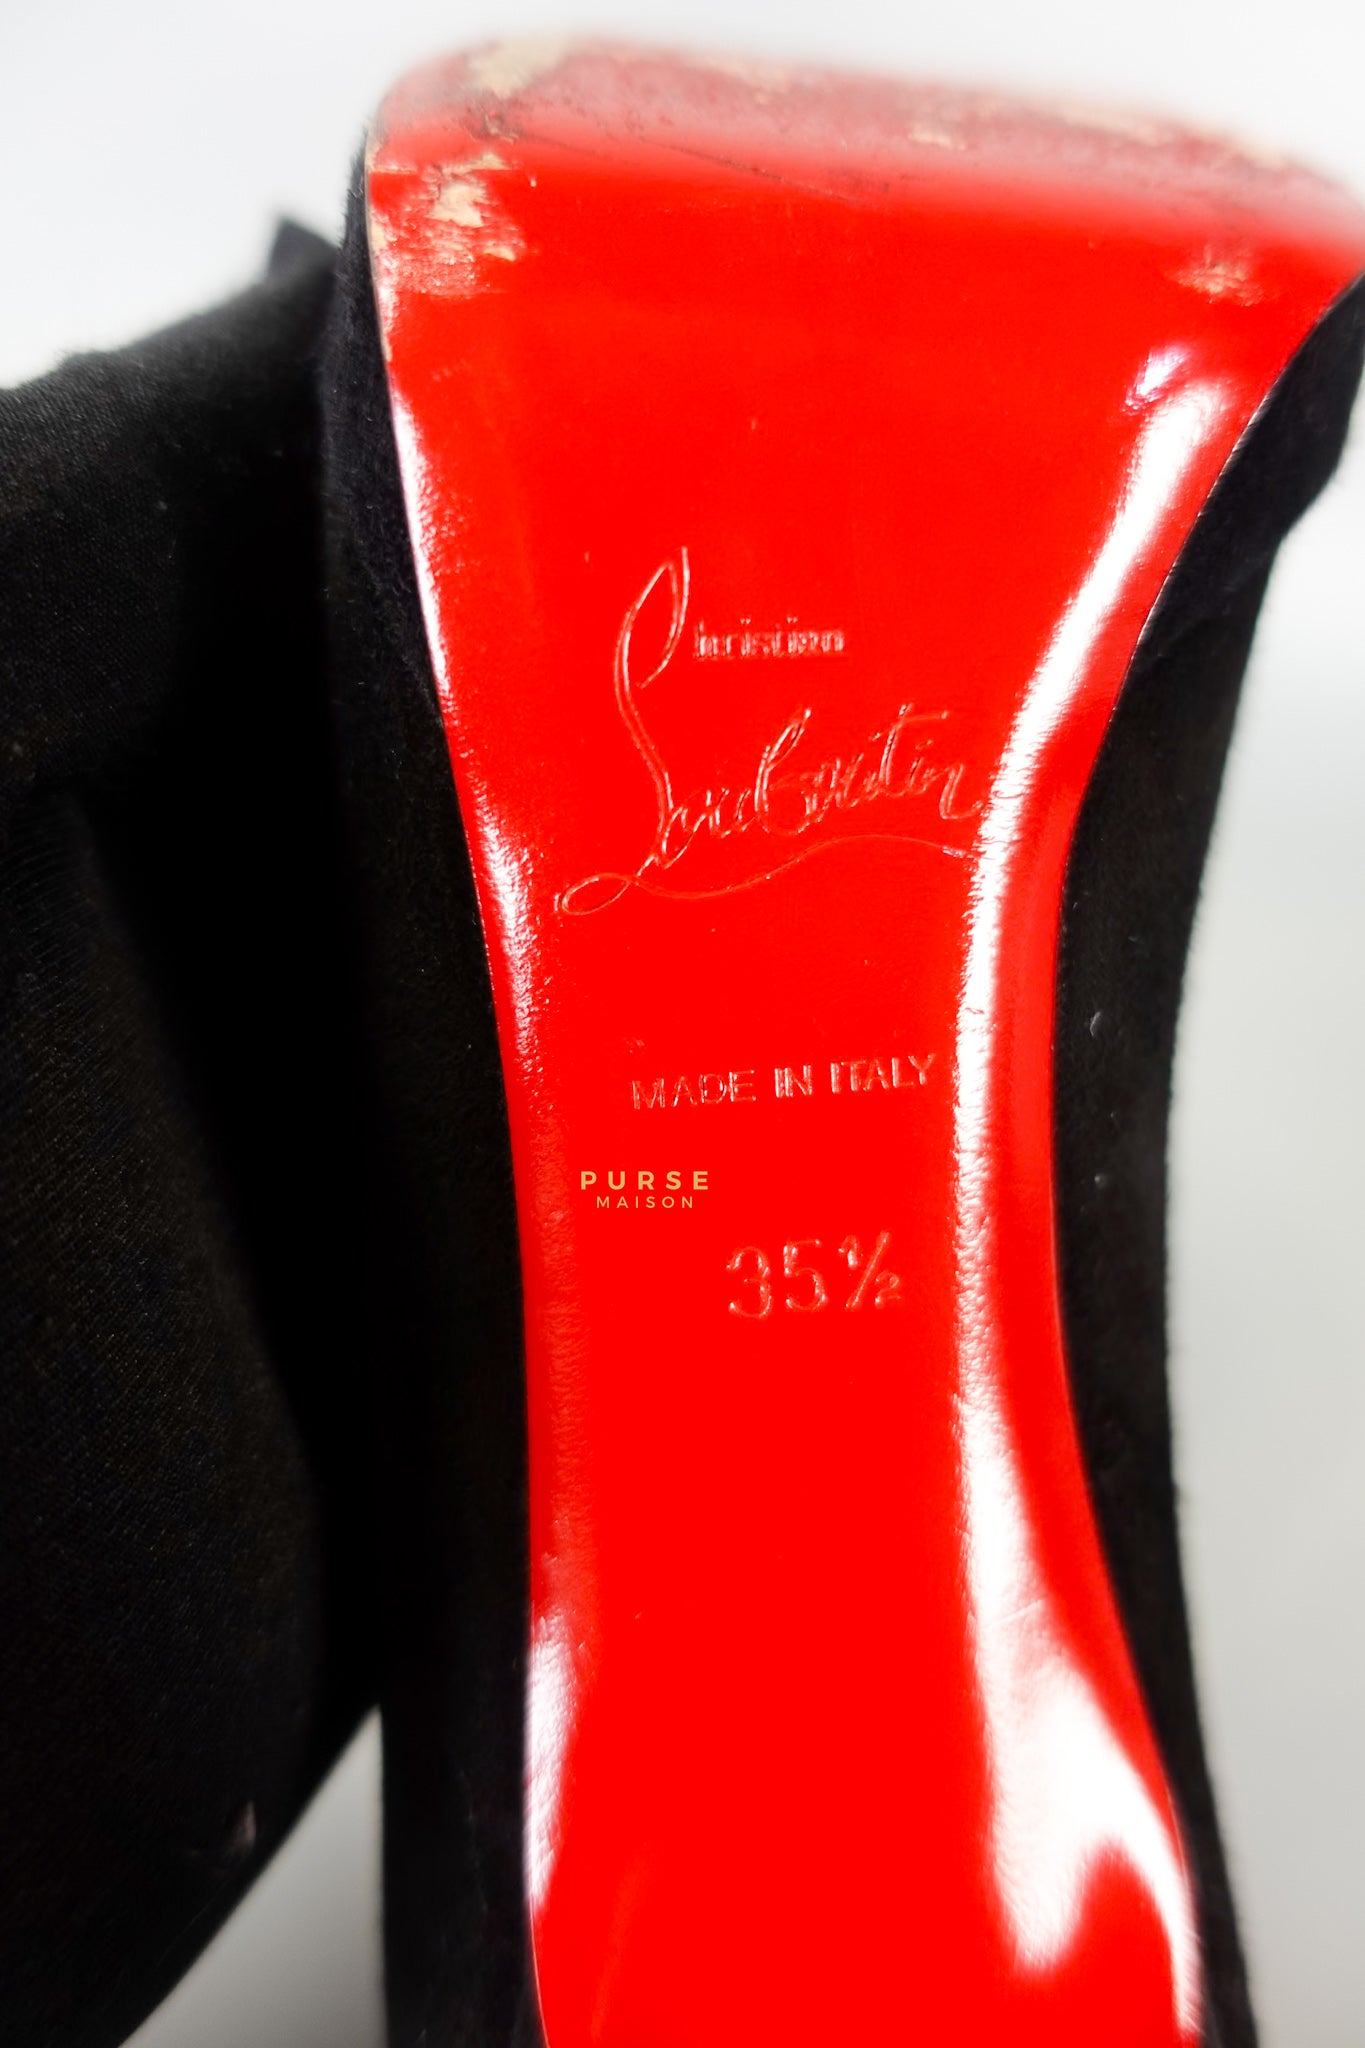 Christian
Louboutin
MADE IN ITALY
PURSE
MAISON
35½